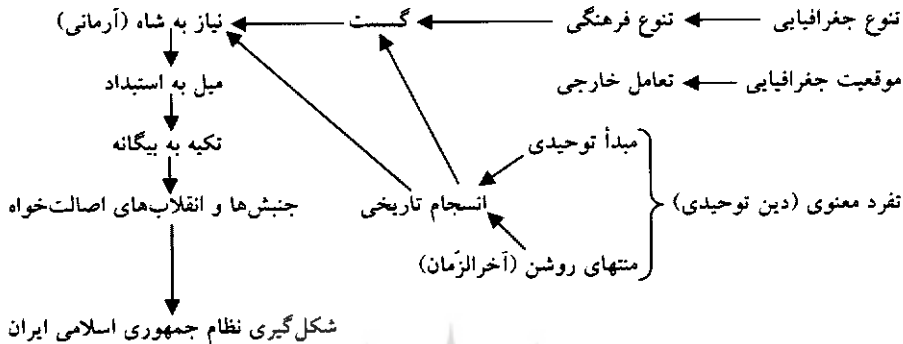 تنوع جغرافیایی تنوع فرهنگی گسست نیاز به شاه (آرمانی)
موقعیت جغرافیایی تعامل خارجی میل به استبداد
مبدأ توحیدی تکیه به بیگانه
تفرد معنوی (دین توحیدی) انسجام تاریخی جنبش‌ها و انقلاب‌های اصالت‌خواه
منتهای روشن (آخرالزّمان)
شکل‌گیری نظام جمهوری اسلامی ایران